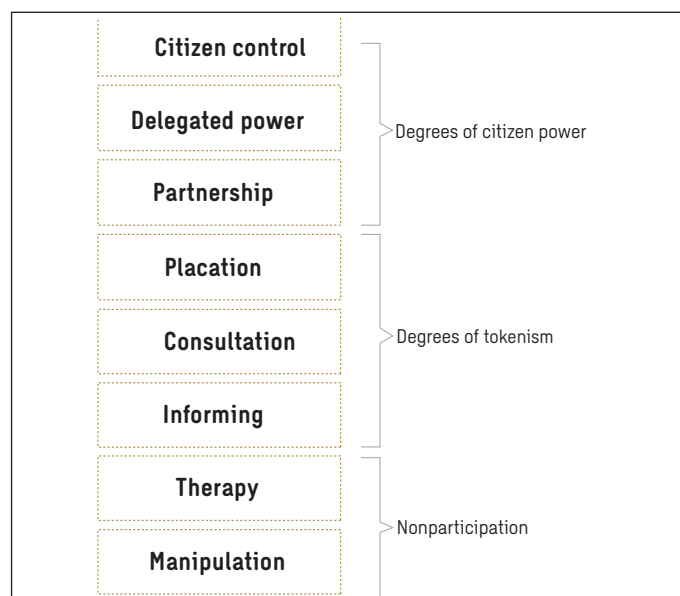 Citizen control
Delegated power
Partnership
Degrees of citizen power
Placation
Consultation
Informing
Degrees of tokenism
Therapy
Manipulation
Nonparticipation